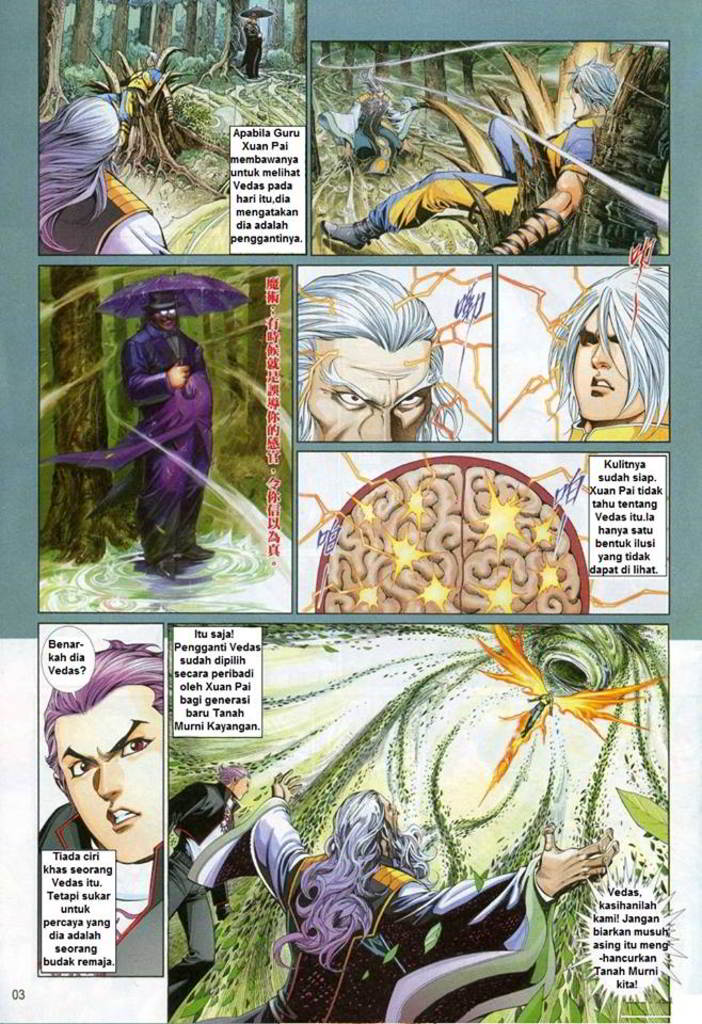 Apabila Guru
Xuan Pai
membawanya
untuk melihat
Vedas pada
hari itu,dia
mengatakan
dia adalah
penggantinya.
魔術：有時候就是誤導你的感官，令你信以為真。
Kulitnya
sudah siap.
Xuan Pai tidak
tahu tentang
Vedas itu.Ia
hanya satu
bentuk ilusi
yang tidak
dapat di lihat.
Benar-
kah dia
Vedas?
Tiada ciri
khas seorang
Vedas itu.
Tetapi sukar
untuk
percaya yang
dia adalah
seorang
budak remaja.
Itu saja!
Pengganti Vedas
sudah dipilih
secara peribadi
oleh Xuan Pai
bagi generasi
baru Tanah
Murni Kayangan.
Vedas,
kasihanilah
kami! Jangan
biarkan musuh
asing itu meng
-hancurkan
Tanah Murni
kita!
03